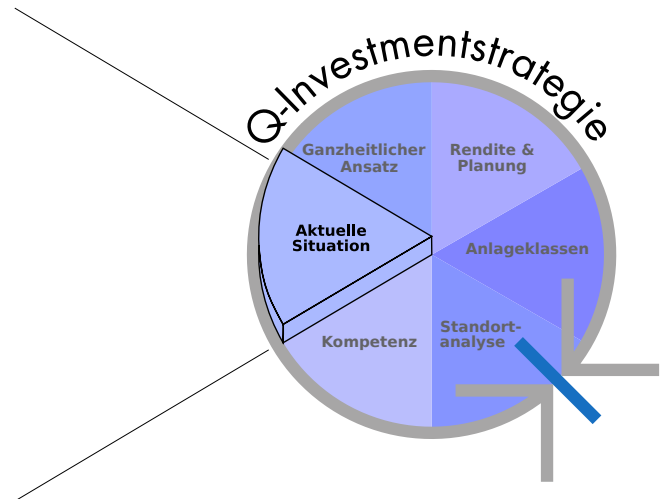 Q-Investmentstrategie
Ganzheitlicher
Ansatz
Rendite &
Planung
Aktuelle
Situation
Anlageklassen
Kompetenz
Standort-
analyse